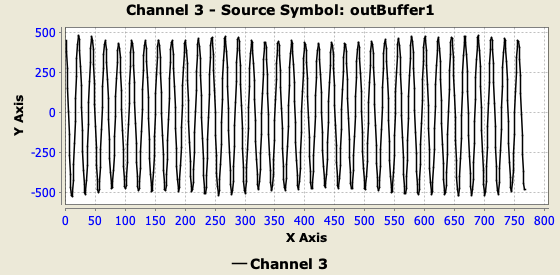 Channel 3 - Source Symbol: outBuffer1
500
250
0
-250
-500
Y Axis
0 50 100 150 200 250 300 350 400 450 500 550 600 650 700 750 800
X Axis
Channel 3